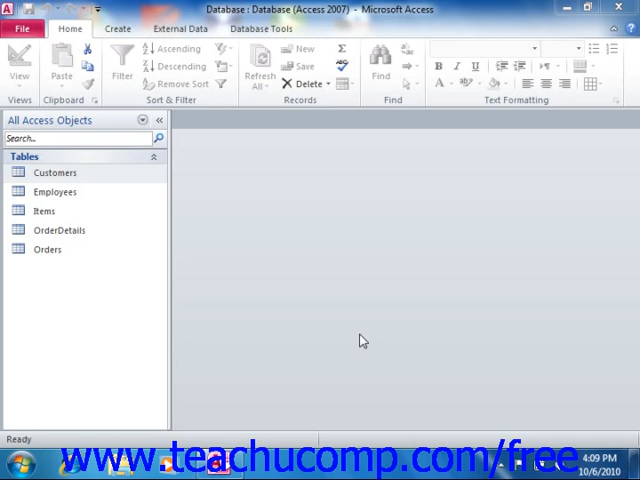 Database : Database (Access 2007) - Microsoft Access
File Home Create External Data Database Tools
View
Views
Paste
Clipboard
Filter
Ascending
Descending
Remove Sort
Sort & Filter
Refresh
All
New
Save
Delete
Records
Find
Find
B I U
A
Text Formatting
All Access Objects
Search...
Tables
Customers
Employees
Items
OrderDetails
Orders
Ready
www.teachucomp.com/free
4:09 PM
10/6/2010